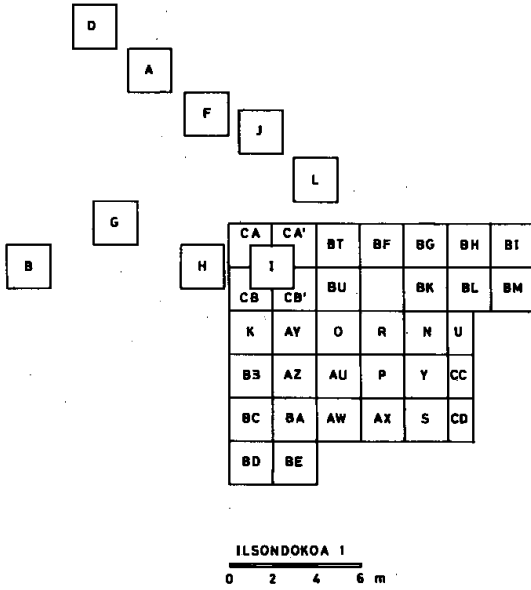 D
A
F
J
L
G
B H I
CA CA' BT BF BG BH BI
CB CB' BU BK BL BM
K AY O R N U
B3 AZ AU P Y CC
BC BA AW AX S CD
BD BE
ILSONDOKOA 1
0 2 4 6 m